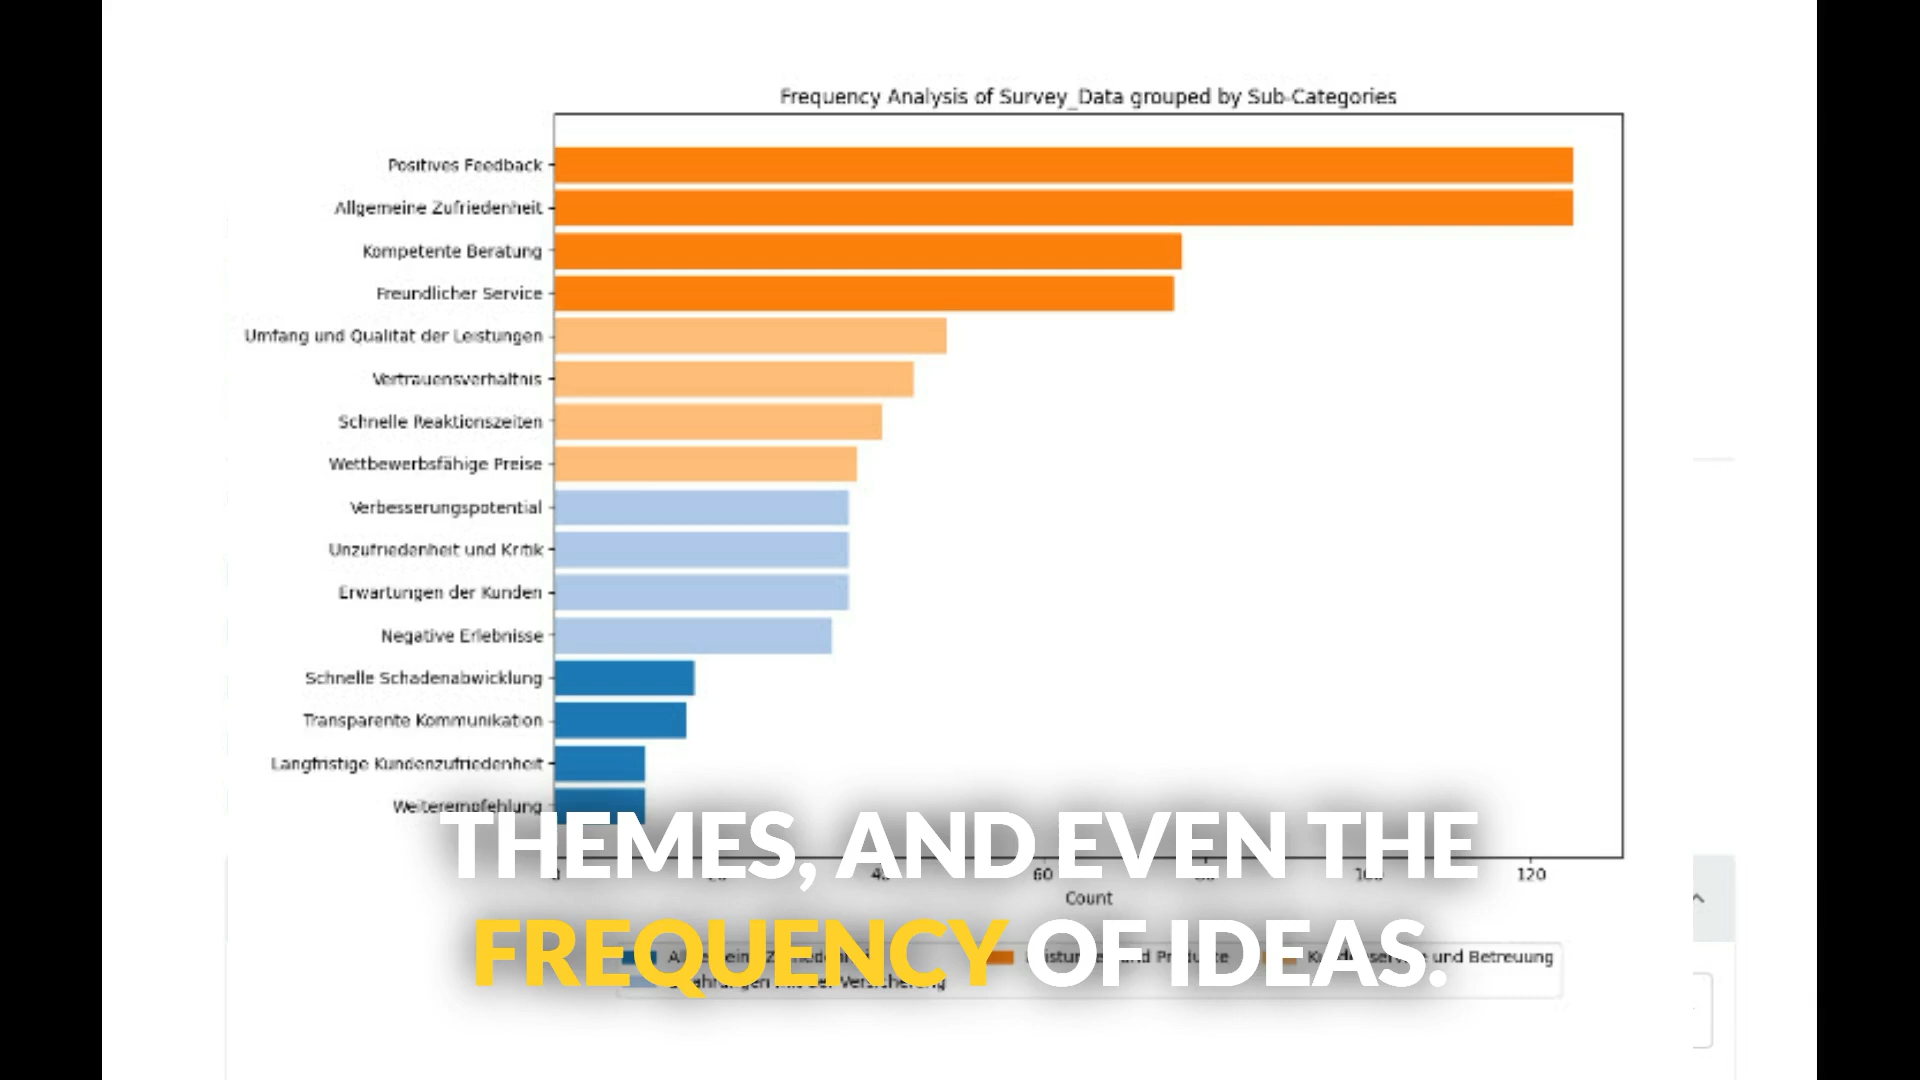 Frequency Analysis of Survey_Data grouped by Sub-Categories
Positives Feedback
Allgemeine Zufriedenheit
Kompetente Beratung
Freundlicher Service
Umfang und Qualität der Leistungen
Vertrauensverhältnis
Schnelle Reaktionszeiten
Wettbewerbsfähige Preise
Verbesserungspotential
Unzufriedenheit und Kritik
Erwartungen der Kunden
Negative Erlebnisse
Schnelle Schadenabwicklung
Transparente Kommunikation
Langfristige Kundenzufriedenheit
Weiterempfehlung
THEMES, AND EVEN THE
60 120
Count
FREQUENCY OF IDEAS.
und Betreuung